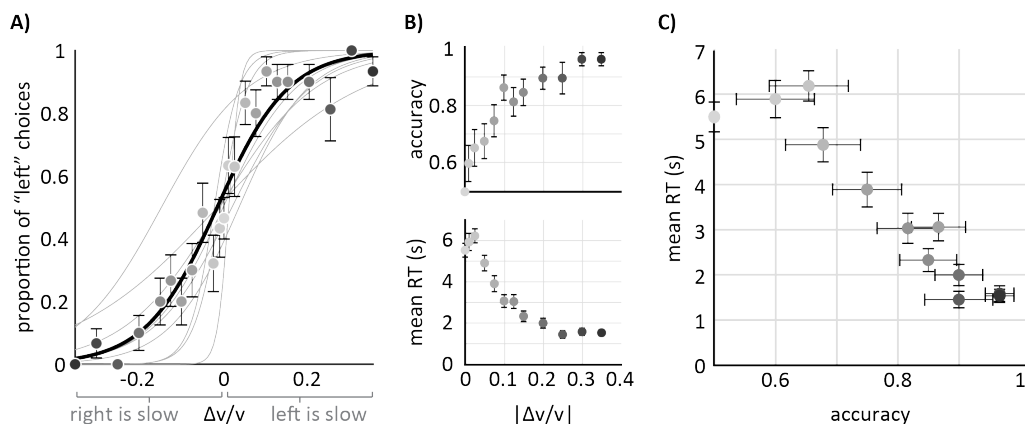 A)
B)
C)
proportion of "left" choices
1
0.8
0.6
0.4
0.2
0
-0.2
0
0.2
right is slow
Δv/v
left is slow
accuracy
1
0.8
0.6
mean RT (s)
6
4
2
0
0
0.1
0.2
0.3
0.4
|Δv/v|
mean RT (s)
7
6
5
4
3
2
1
0
0.6
0.8
1
accuracy